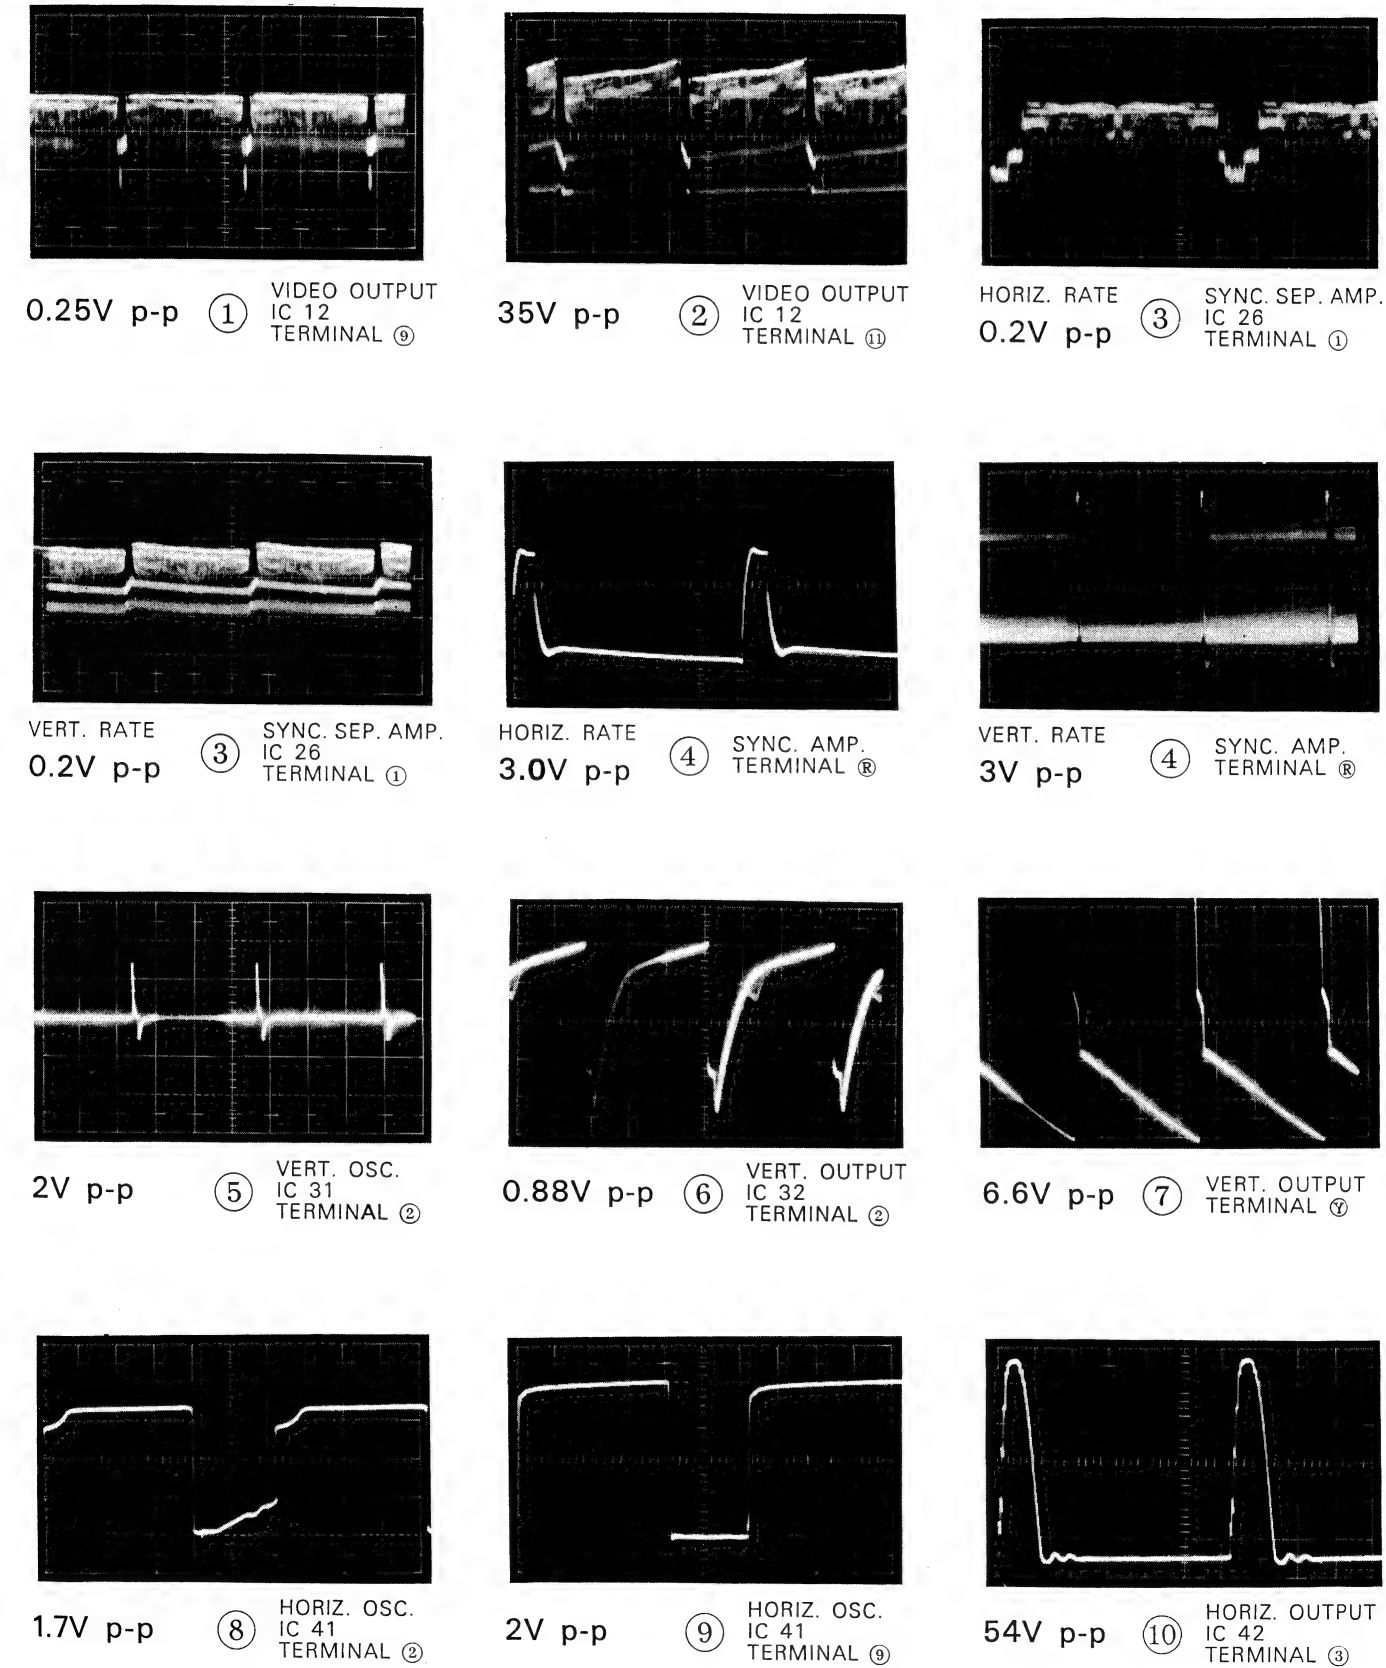 0.25V p-p
①
VIDEO OUTPUT
IC 12
TERMINAL ⑨
35V p-p
②
VIDEO OUTPUT
IC 12
TERMINAL ⑪
HORIZ. RATE
0.2V p-p
③
SYNC. SEP. AMP.
IC 26
TERMINAL ①
VERT. RATE
0.2V p-p
③
SYNC. SEP. AMP.
IC 26
TERMINAL ①
HORIZ. RATE
3.0V p-p
④
SYNC. AMP.
TERMINAL Ⓡ
VERT. RATE
3V p-p
④
SYNC. AMP.
TERMINAL Ⓡ
2V p-p
⑤
VERT. OSC.
IC 31
TERMINAL ②
0.88V p-p
⑥
VERT. OUTPUT
IC 32
TERMINAL ②
6.6V p-p
⑦
VERT. OUTPUT
TERMINAL Ⓨ
1.7V p-p
⑧
HORIZ. OSC.
IC 41
TERMINAL ②
2V p-p
⑨
HORIZ. OSC.
IC 41
TERMINAL ⑨
54V p-p
⑩
HORIZ. OUTPUT
IC 42
TERMINAL ③